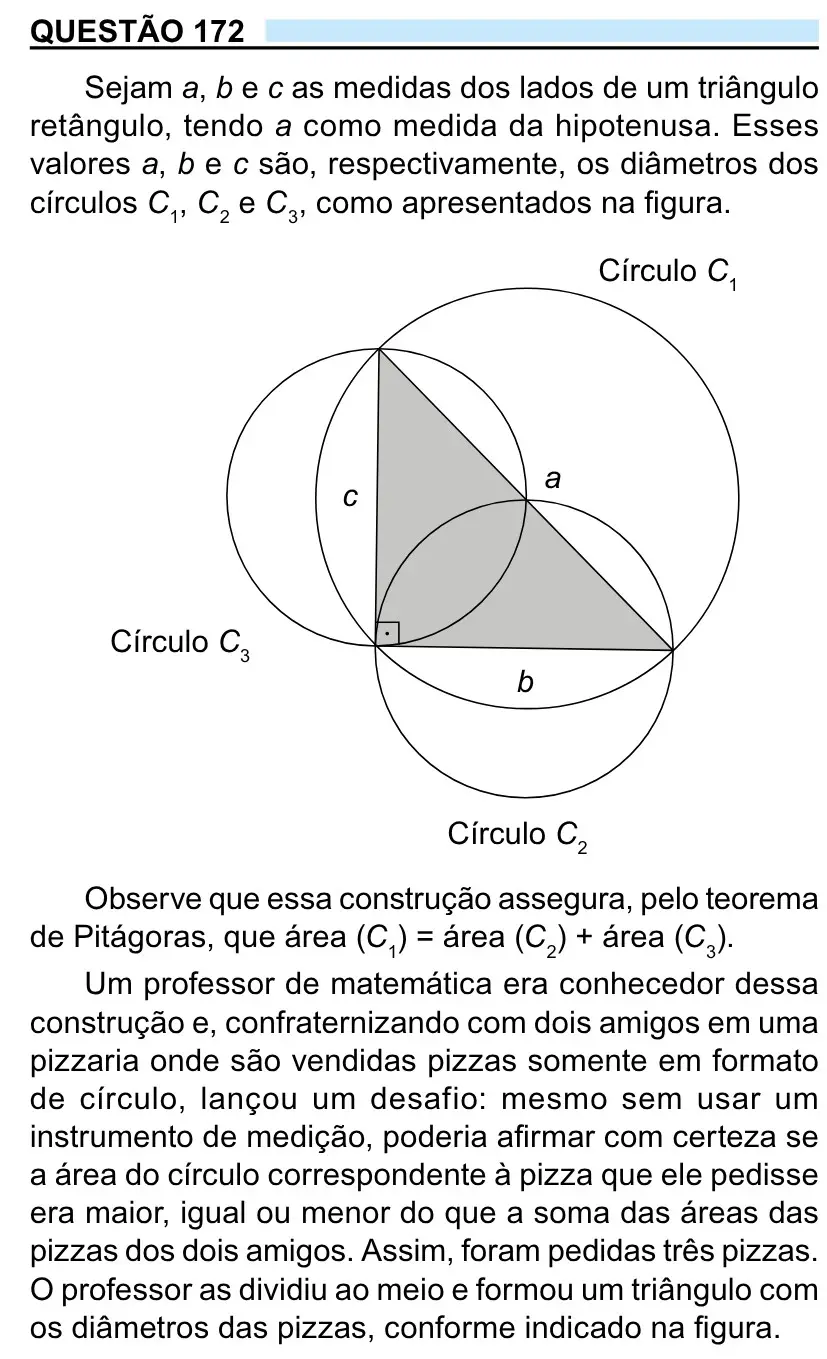 QUESTÃO 172
Sejam a, b e c as medidas dos lados de um triângulo
retângulo, tendo a como medida da hipotenusa. Esses
valores a, b e c são, respectivamente, os diâmetros dos
círculos C₁, C₂ e C₃, como apresentados na figura.
Círculo C₁
a
c
Círculo C₃
b
Círculo C₂
Observe que essa construção assegura, pelo teorema
de Pitágoras, que área (C₁) = área (C₂) + área (C₃).
Um professor de matemática era conhecedor dessa
construção e, confraternizando com dois amigos em uma
pizzaria onde são vendidas pizzas somente em formato
de círculo, lançou um desafio: mesmo sem usar um
instrumento de medição, poderia afirmar com certeza se
a área do círculo correspondente à pizza que ele pedisse
era maior, igual ou menor do que a soma das áreas das
pizzas dos dois amigos. Assim, foram pedidas três pizzas.
O professor as dividiu ao meio e formou um triângulo com
os diâmetros das pizzas, conforme indicado na figura.